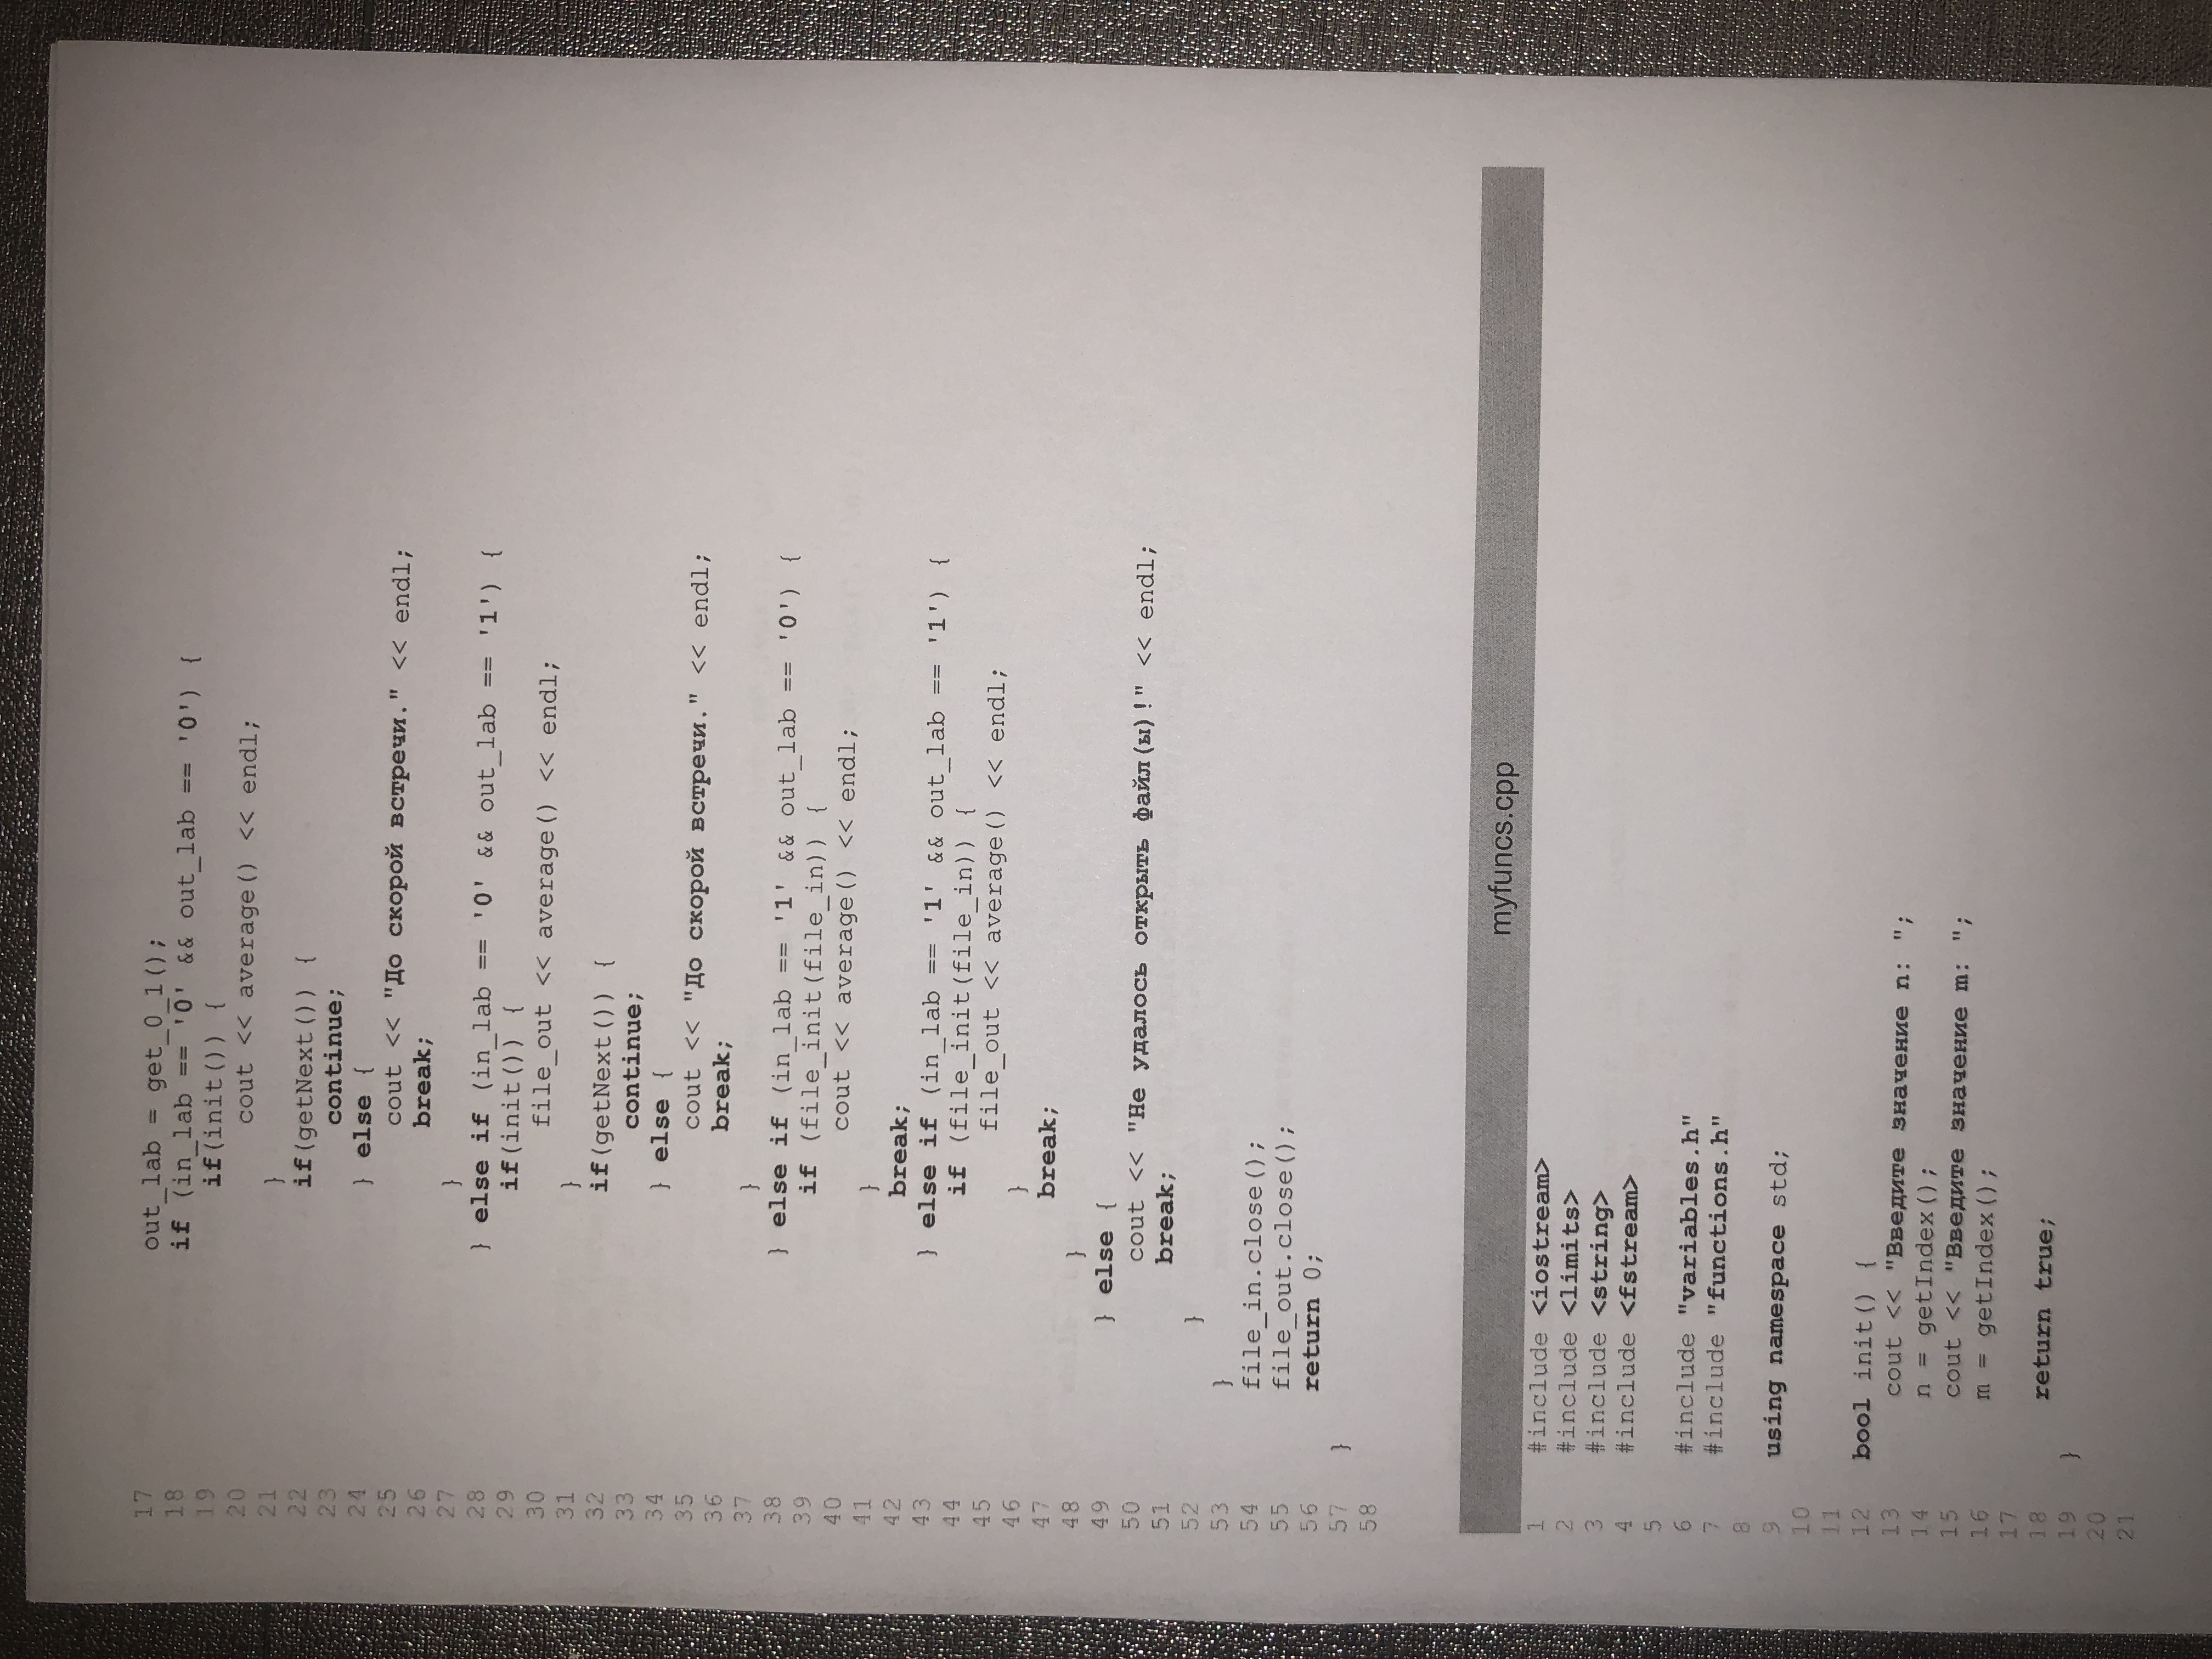 17 out_lab = get_0_1();
18 if (in_lab == '0' && out_lab == '0') {
19 if(init()) {
20 cout << average() << endl;
21 }
22 if(getNext()) {
23 continue;
24 } else {
25 cout << "До скорой встречи." << endl;
26 break;
27 }
28 } else if (in_lab == '0' && out_lab == '1') {
29 if(init()) {
30 file_out << average() << endl;
31 }
32 if(getNext()) {
33 continue;
34 } else {
35 cout << "До скорой встречи." << endl;
36 break;
37 }
38 } else if (in_lab == '1' && out_lab == '0') {
39 if (file_init(file_in)) {
40 cout << average() << endl;
41 }
42 break;
43 } else if (in_lab == '1' && out_lab == '1') {
44 if (file_init(file_in)) {
45 file_out << average() << endl;
46 }
47 break;
48 }
49 } else {
50 cout << "Не удалось открыть файл(ы)!" << endl;
51 break;
52 }
53 }
54 file_in.close();
55 file_out.close();
56 return 0;
57 }
58
myfuncs.cpp
1 #include <iostream>
2 #include <limits>
3 #include <string>
4 #include <fstream>
5
6 #include "variables.h"
7 #include "functions.h"
8
9 using namespace std;
10
11
12 bool init() {
13 cout << "Введите значение n: ";
14 n = getIndex();
15 cout << "Введите значение m: ";
16 m = getIndex();
17
18 return true;
19 }
20
21